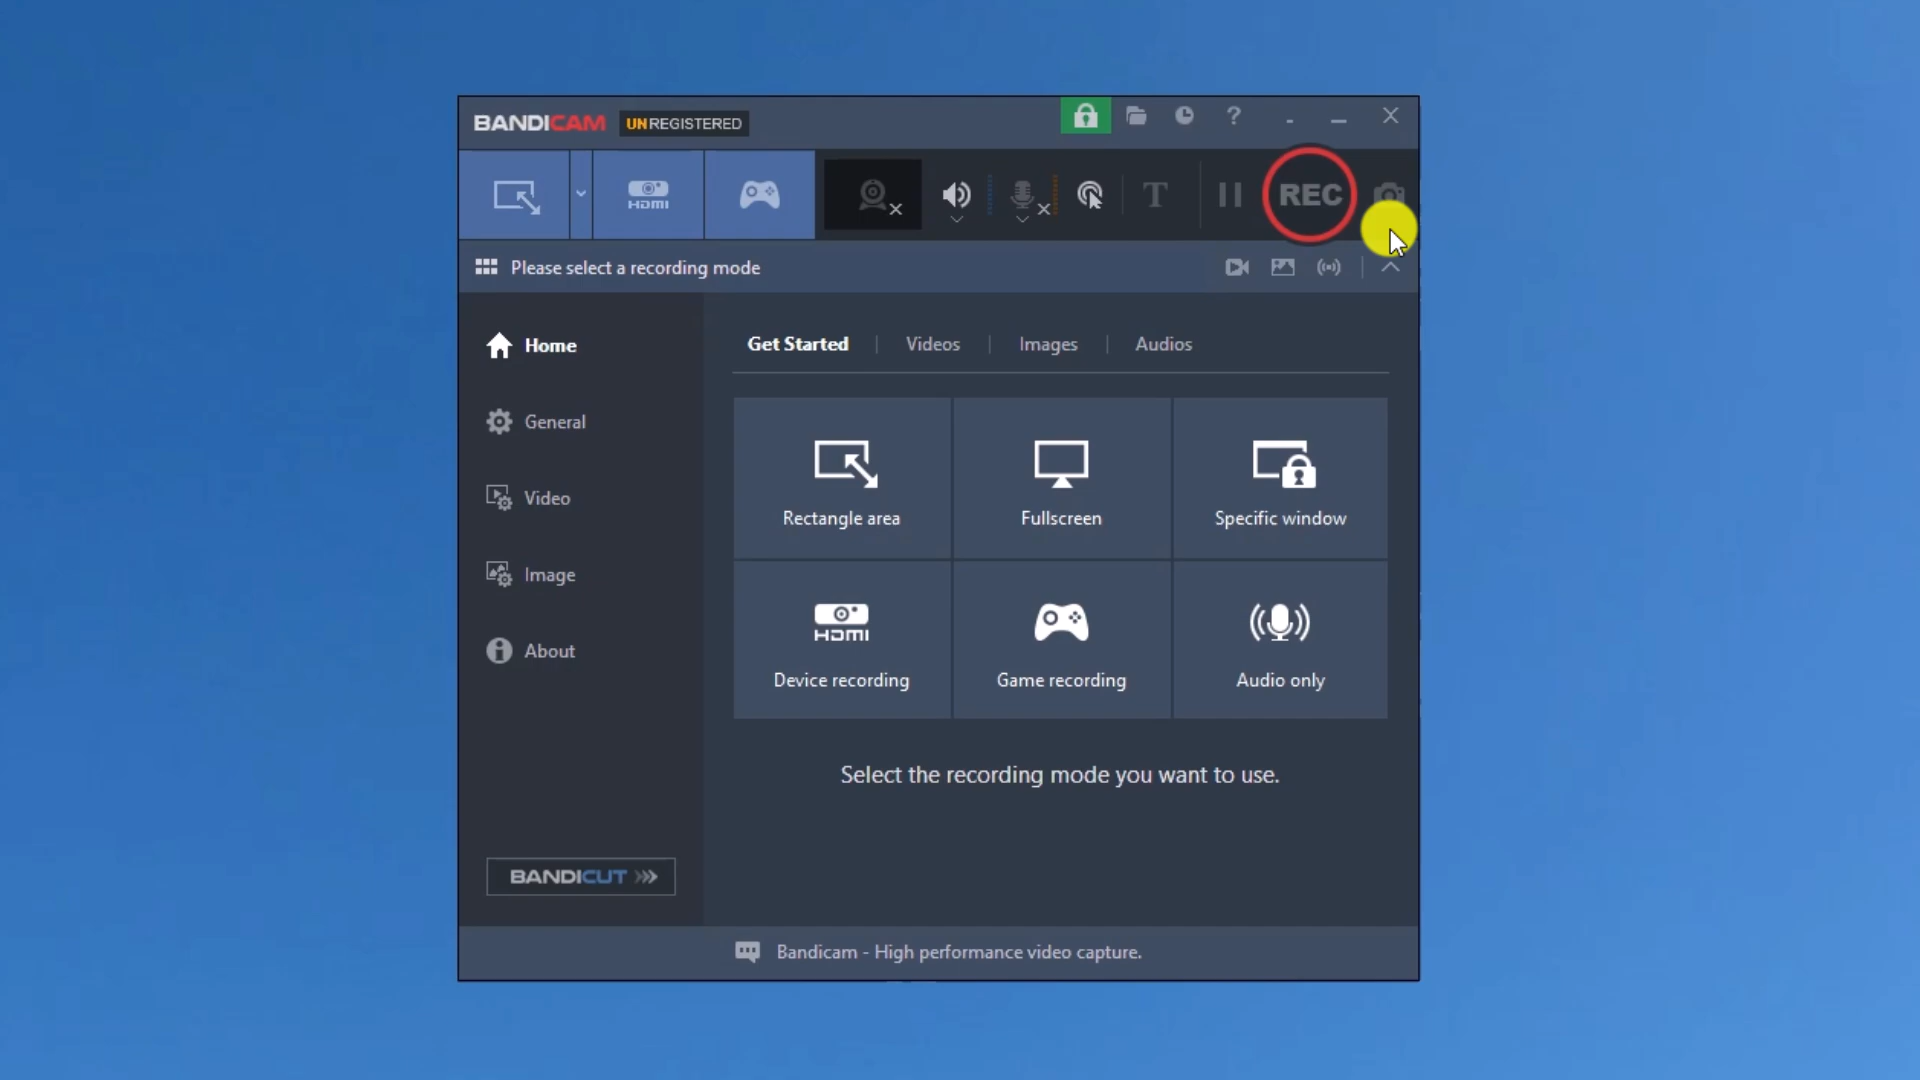 BANDICAM UNREGISTERED ?
HDMI T REC
Please select a recording mode
Home
General
Video
Image
About
Get Started Videos Images Audios
Rectangle area Fullscreen Specific window
HDMI
Device recording Game recording Audio only
Select the recording mode you want to use.
BANDICUT
Bandicam - High performance video capture.